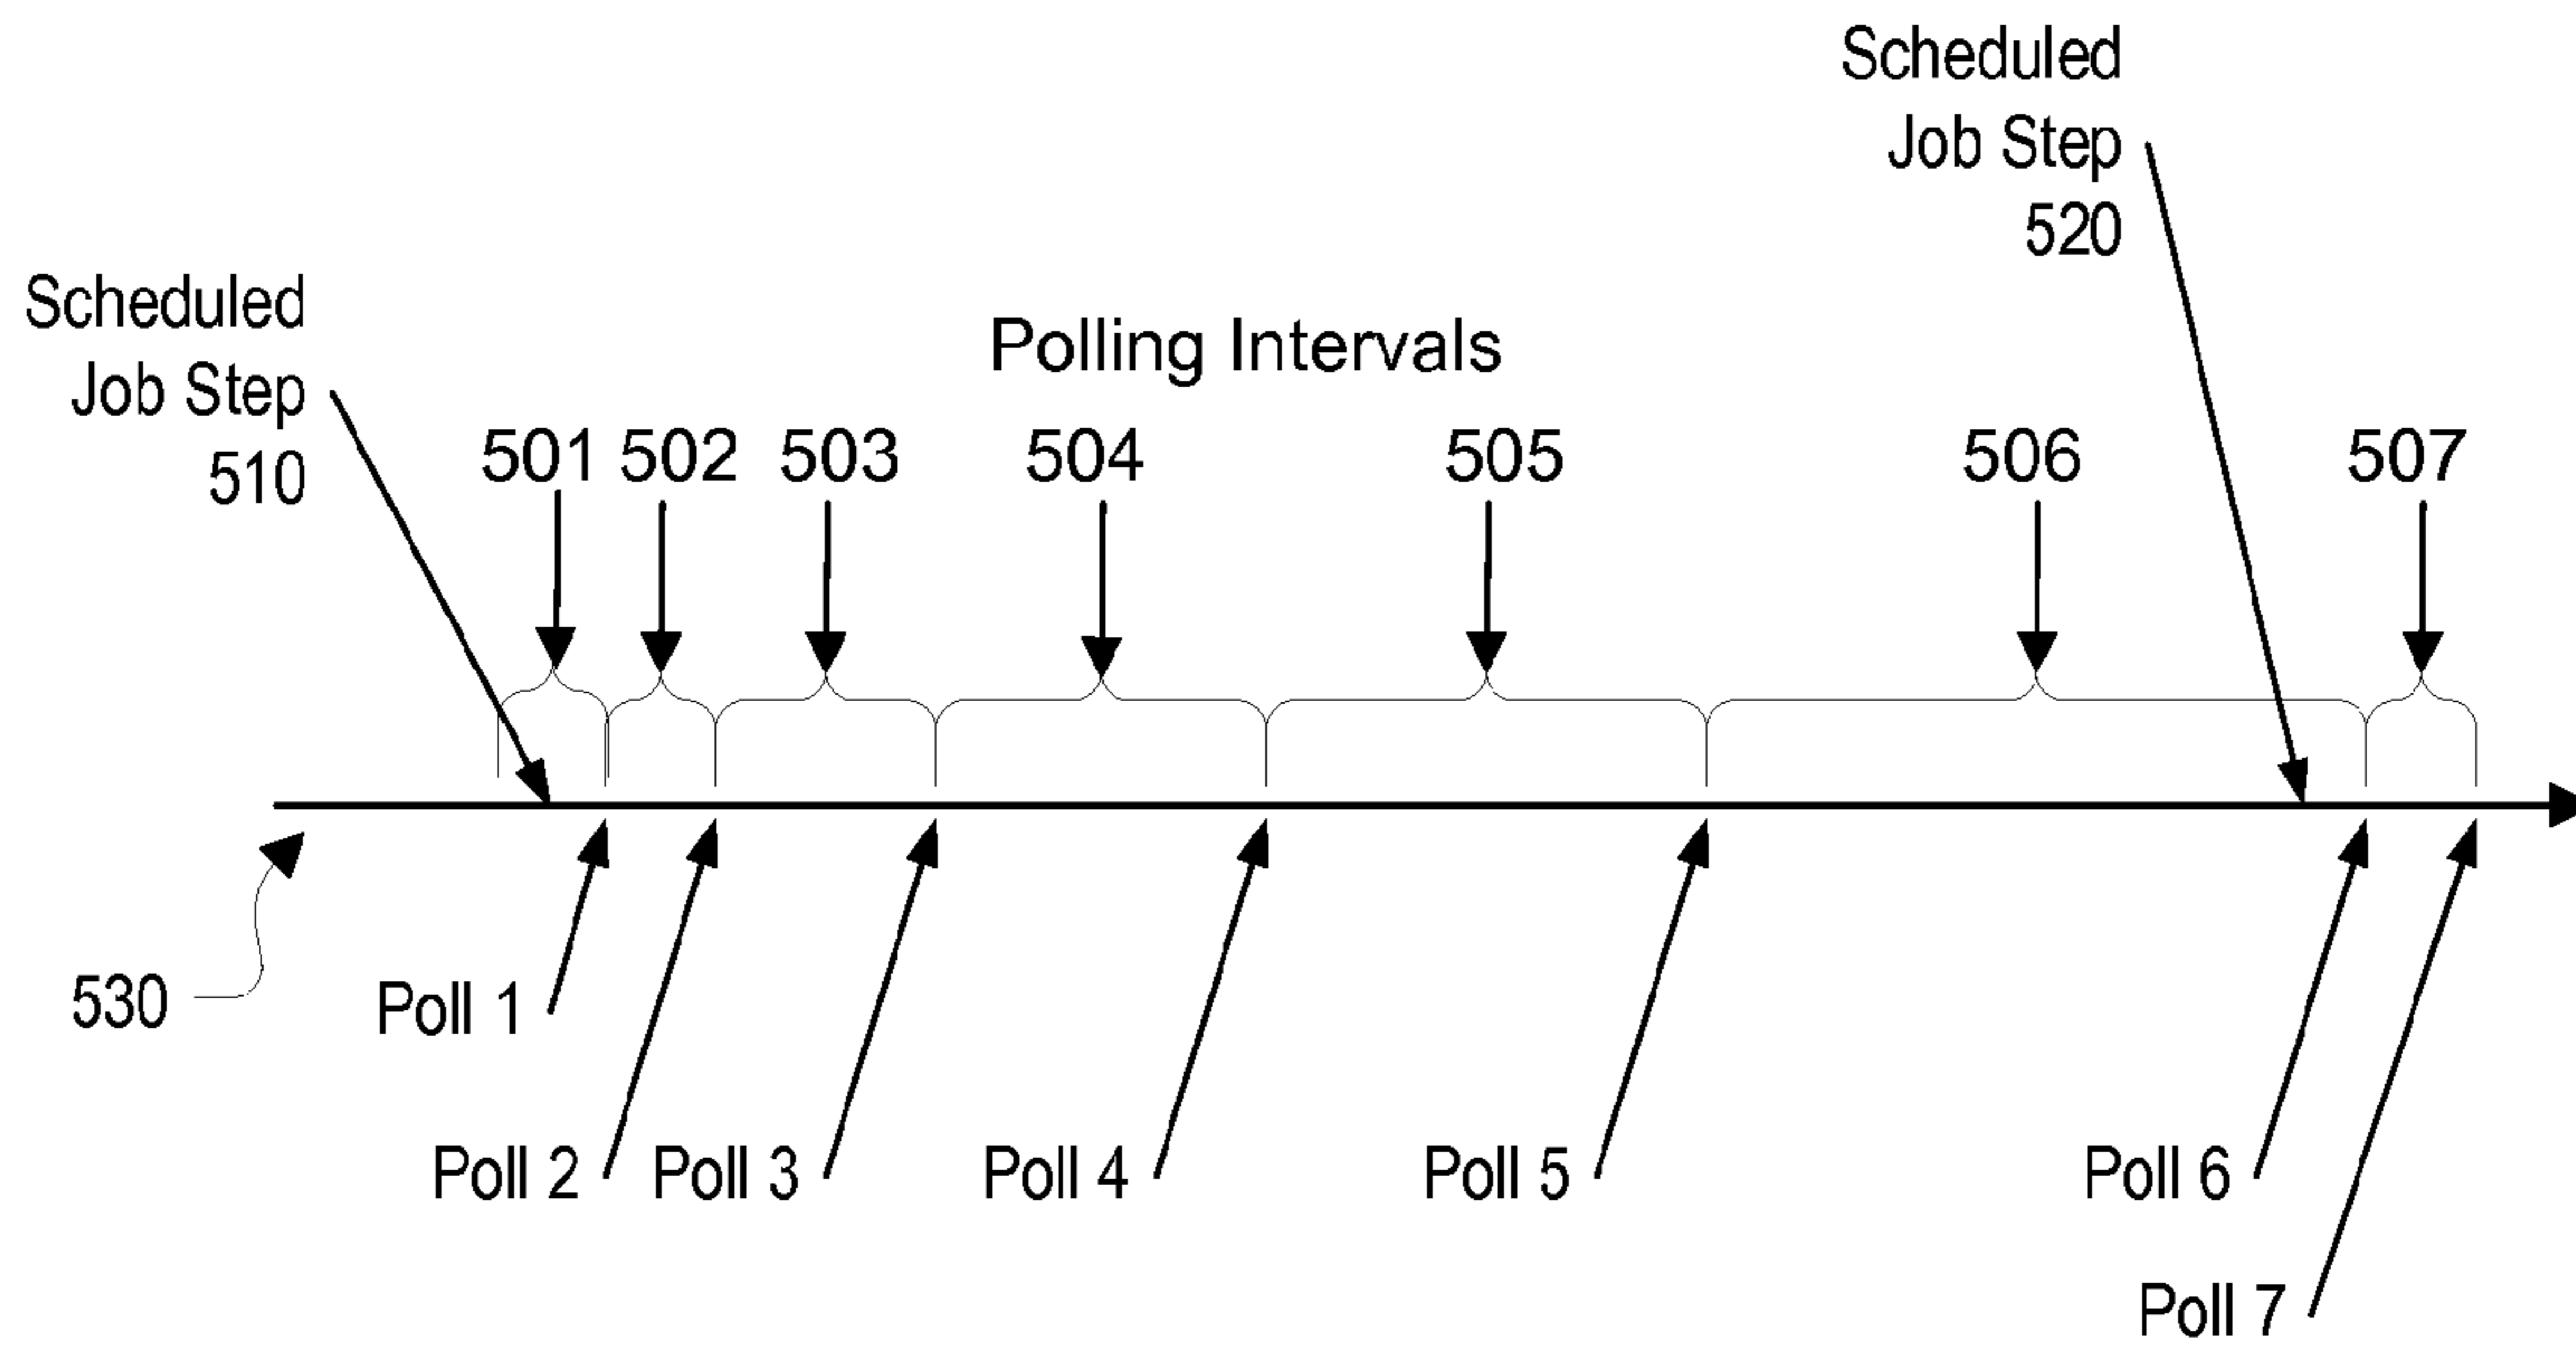 Scheduled
Job Step
520
Scheduled
Job Step
510
Polling Intervals
501 502 503 504 505 506 507
530
Poll 1
Poll 2 Poll 3 Poll 4 Poll 5 Poll 6
Poll 7